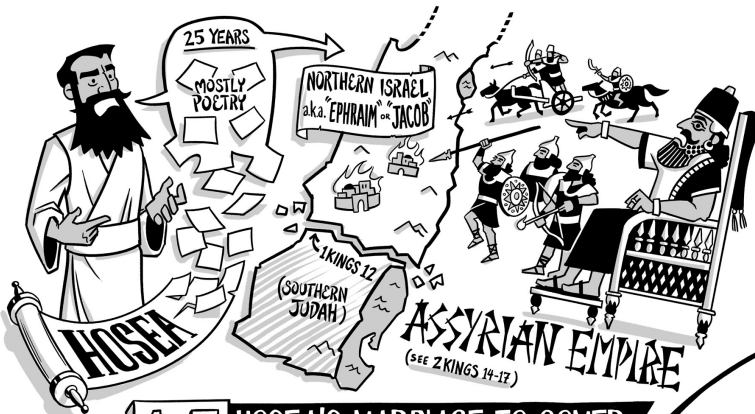 25 YEARS
MOSTLY
POETRY
NORTHERN ISRAEL
a.k.a. "EPHRAIM" OR "JACOB"
1 KINGS 12
(SOUTHERN
JUDAH)
HOSEA
ASSYRIAN EMPIRE
(SEE 2 KINGS 14-17)
HOSEA'S MARRIAGE TO GOMER